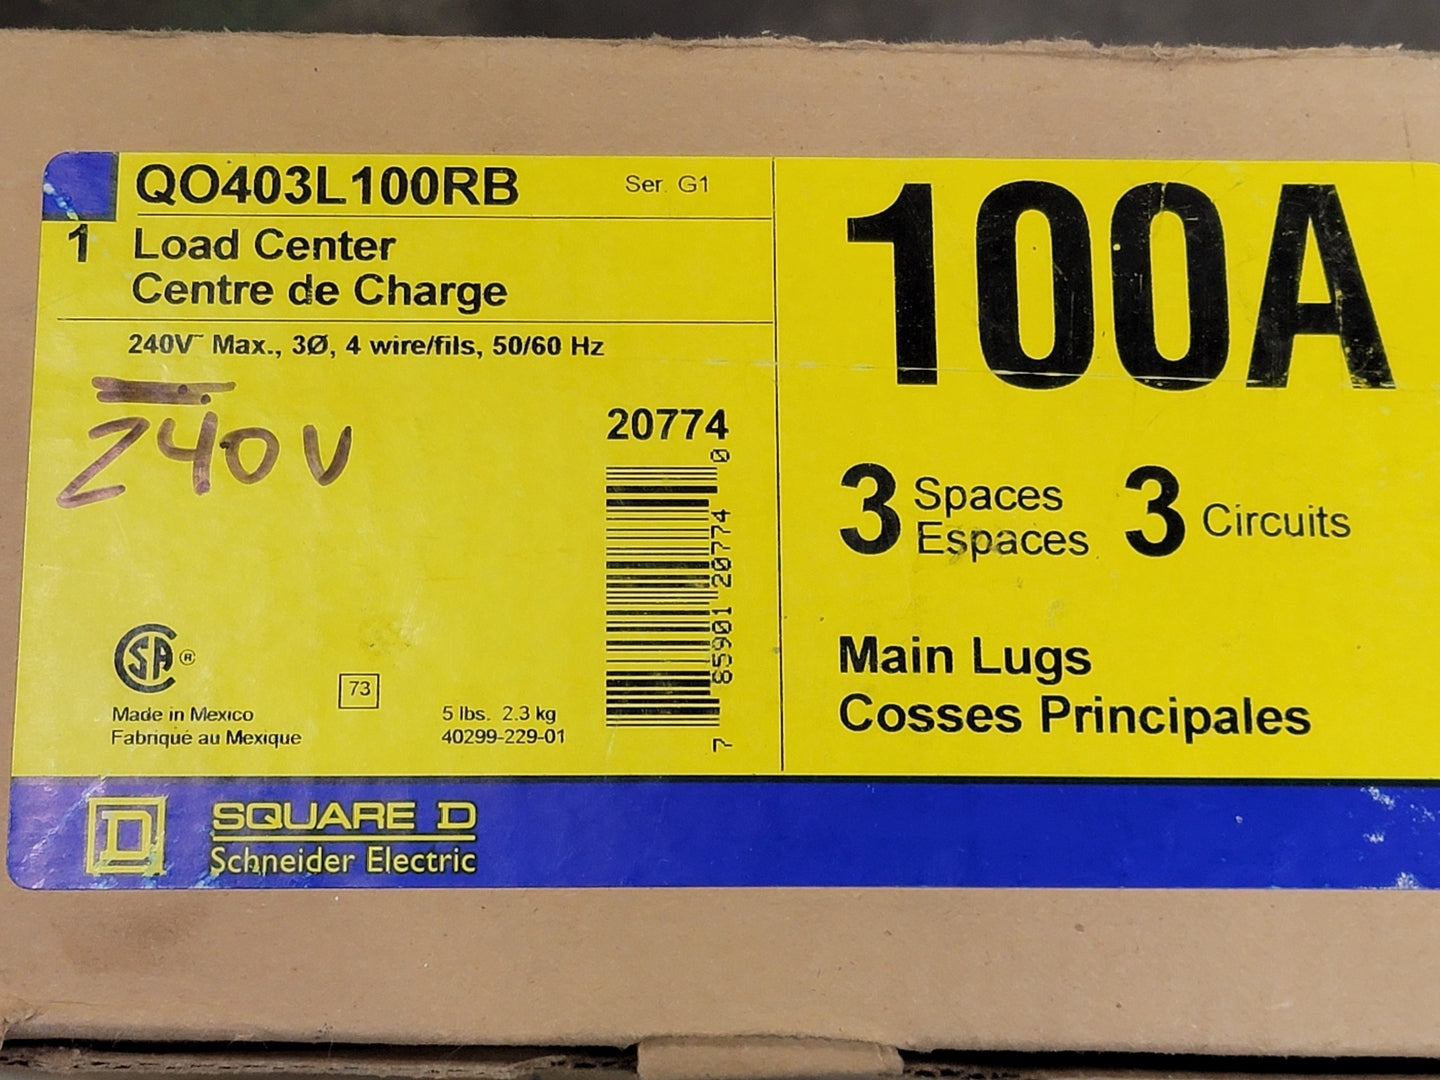 QO403L100RB Ser. G1
1 Load Center
Centre de Charge
240V~ Max., 3Ø, 4 wire/fils, 50/60 Hz
240V
20774
7 85901 20774 0
SA ®
73
Made in Mexico
Fabriqué au Mexique
5 lbs. 2.3 kg
40299-229-01
100A
3 Spaces
Espaces
3 Circuits
Main Lugs
Cosses Principales
D SQUARE D
Schneider Electric